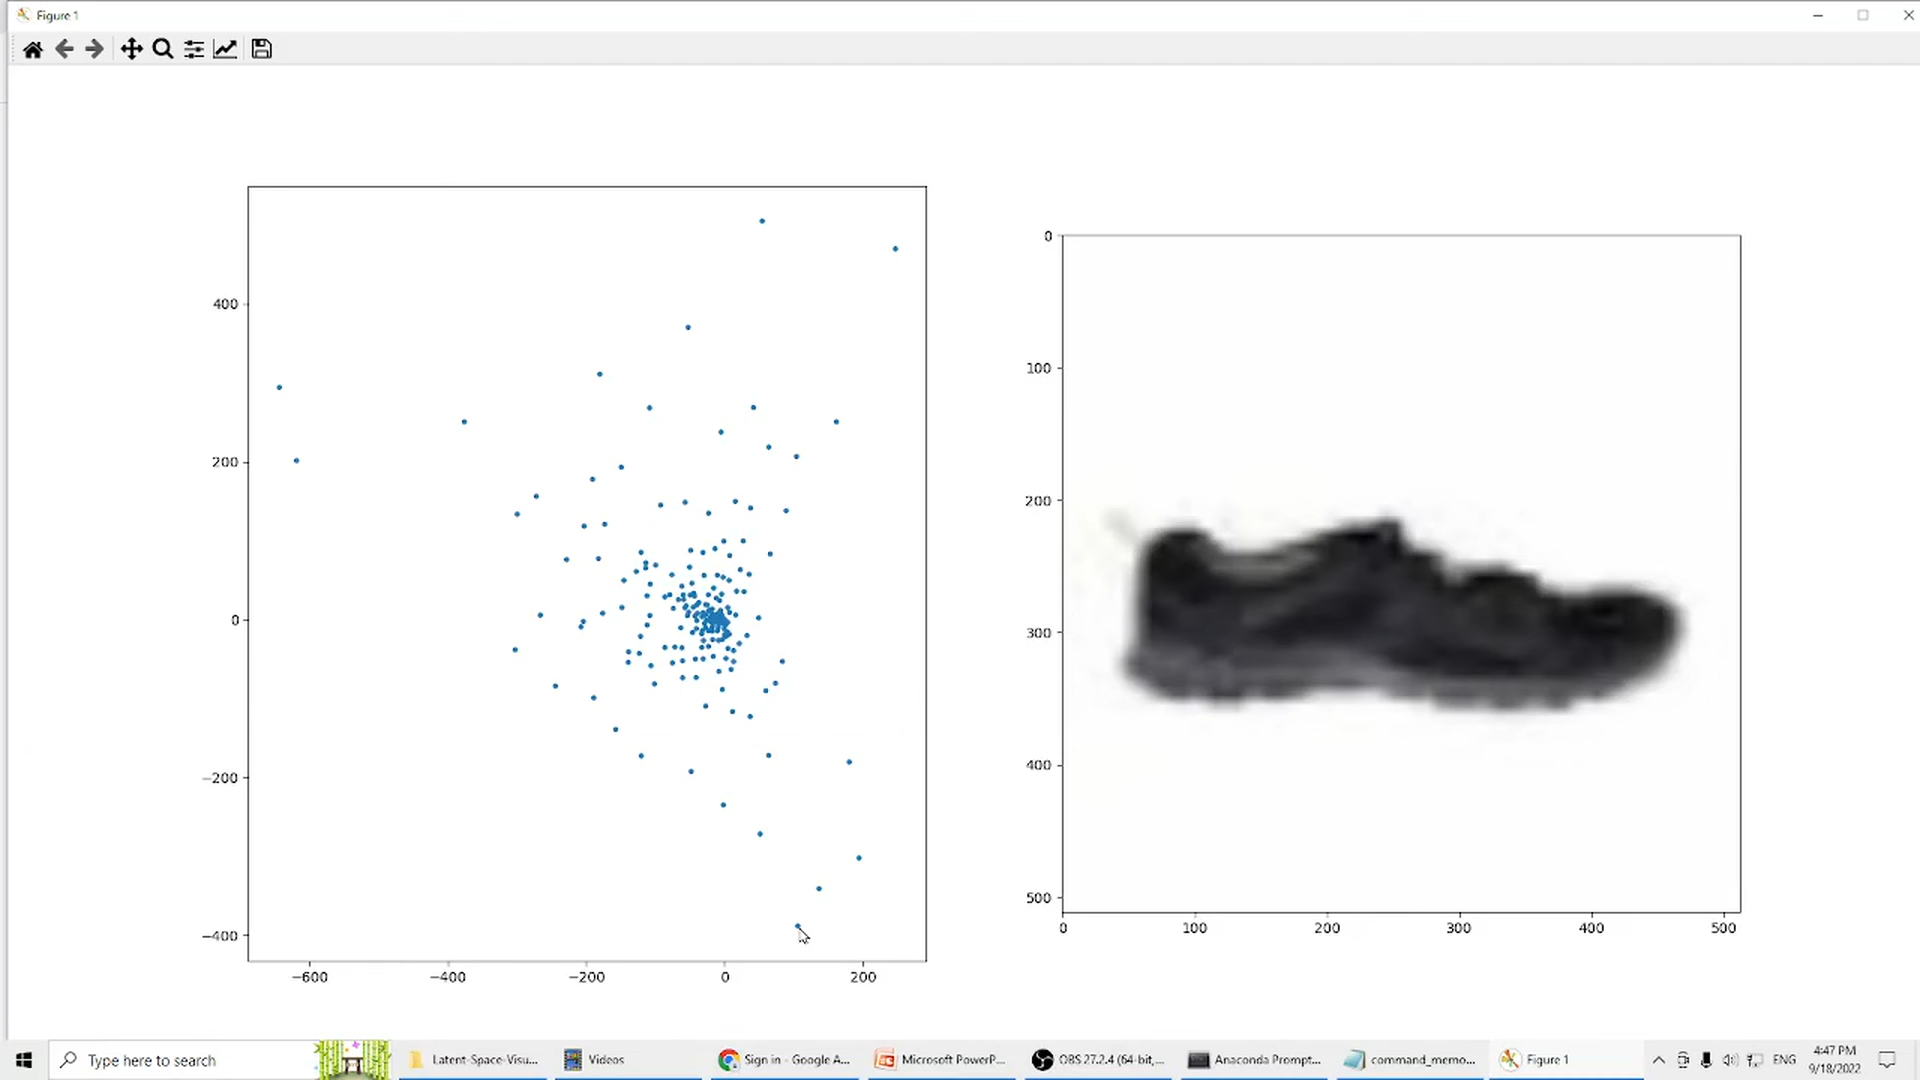 Figure 1
400
200
0
−200
−400
−600
−400
−200
0
200
0
100
200
300
400
500
0
100
200
300
400
500
Type here to search
Latent-Space-Visu...
Videos
Sign in - Google A...
Microsoft PowerP...
OBS 27.2.4 (64-bit,...
Anaconda Prompt...
command_memo...
Figure 1
ENG
4:47 PM
9/18/2022